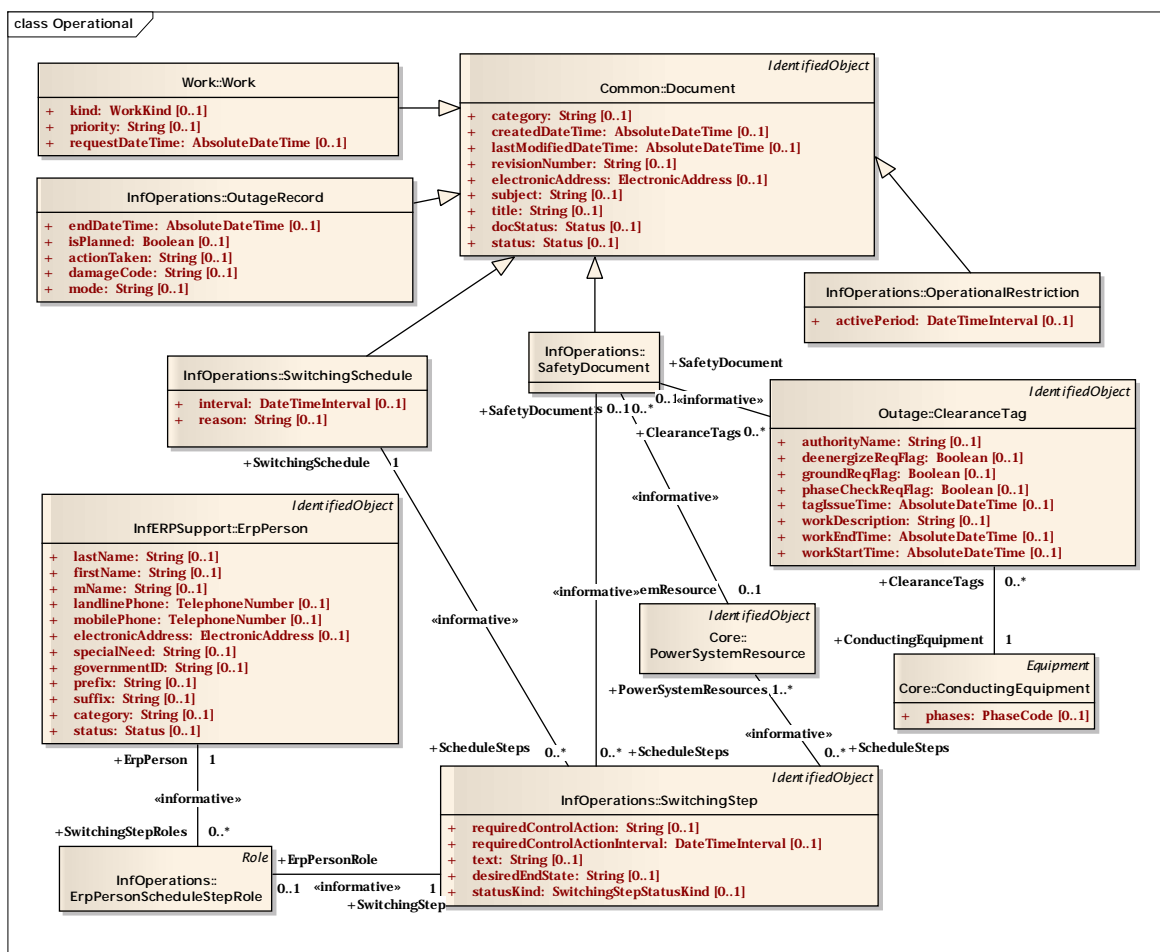 class Operational
Work::Work
+ kind: WorkKind [0..1]
+ priority: String [0..1]
+ requestDateTime: AbsoluteDateTime [0..1]
IdentifiedObject
Common::Document
+ category: String [0..1]
+ createdDateTime: AbsoluteDateTime [0..1]
+ lastModifiedDateTime: AbsoluteDateTime [0..1]
+ revisionNumber: String [0..1]
+ electronicAddress: ElectronicAddress [0..1]
+ subject: String [0..1]
+ title: String [0..1]
+ docStatus: Status [0..1]
+ status: Status [0..1]
InfOperations::OutageRecord
+ endDateTime: AbsoluteDateTime [0..1]
+ isPlanned: Boolean [0..1]
+ actionTaken: String [0..1]
+ damageCode: String [0..1]
+ mode: String [0..1]
InfOperations::OperationalRestriction
+ activePeriod: DateTimeInterval [0..1]
InfOperations::SwitchingSchedule
+ interval: DateTimeInterval [0..1]
+ reason: String [0..1]
InfOperations::
SafetyDocument
+SafetyDocument
0..1
«informative»
+SafetyDocument
0..1
0..*
+ClearanceTags 0..*
IdentifiedObject
Outage::ClearanceTag
+ authorityName: String [0..1]
+ deenergizeReqFlag: Boolean [0..1]
+ groundReqFlag: Boolean [0..1]
+ phaseCheckReqFlag: Boolean [0..1]
+ tagIssueTime: AbsoluteDateTime [0..1]
+ workDescription: String [0..1]
+ workEndTime: AbsoluteDateTime [0..1]
+ workStartTime: AbsoluteDateTime [0..1]
+SwitchingSchedule 1
«informative»
«informative»
IdentifiedObject
InfERPSupport::ErpPerson
+ lastName: String [0..1]
+ firstName: String [0..1]
+ mName: String [0..1]
+ landlinePhone: TelephoneNumber [0..1]
+ mobilePhone: TelephoneNumber [0..1]
+ electronicAddress: ElectronicAddress [0..1]
+ specialNeed: String [0..1]
+ governmentID: String [0..1]
+ prefix: String [0..1]
+ suffix: String [0..1]
+ category: String [0..1]
+ status: Status [0..1]
+ClearanceTags 0..*
«informative»
emResource 0..1
IdentifiedObject
Core::
PowerSystemResource
+ConductingEquipment 1
Equipment
Core::ConductingEquipment
+ phases: PhaseCode [0..1]
+PowerSystemResources 1..*
«informative»
+ScheduleSteps 0..*
0..* +ScheduleSteps
0..* +ScheduleSteps
+ErpPerson 1
«informative»
+SwitchingStepRoles 0..*
IdentifiedObject
InfOperations::SwitchingStep
+ requiredControlAction: String [0..1]
+ requiredControlActionInterval: DateTimeInterval [0..1]
+ text: String [0..1]
+ desiredEndState: String [0..1]
+ statusKind: SwitchingStepStatusKind [0..1]
Role
InfOperations::
ErpPersonScheduleStepRole
+ErpPersonRole
0..1 «informative» 1
+SwitchingStep